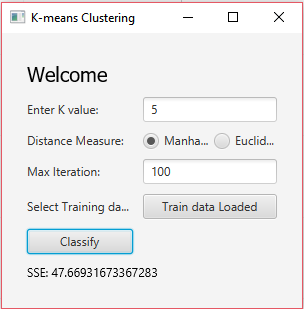 K-means Clustering
Welcome
Enter K value: 5
Distance Measure: Manha... Euclid...
Max Iteration: 100
Select Training da... Train data Loaded
Classify
SSE: 47.66931673367283